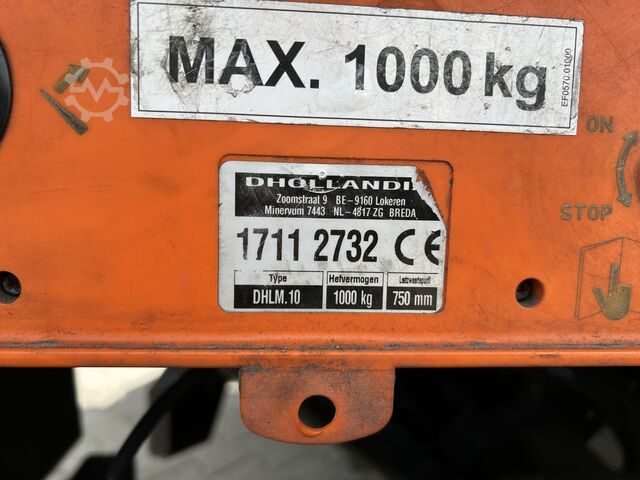 MAX. 1000 kg
EF0570.01000
ON
STOP
DHOLLANDI
Zoomstraat 9 BE-9160 Lokeren
Minervum 7443 NL-4817 ZG BREDA
1711 2732 CE
Type Hefvermogen Lastzwaartepunt
DHLM.10 1000 kg 750 mm